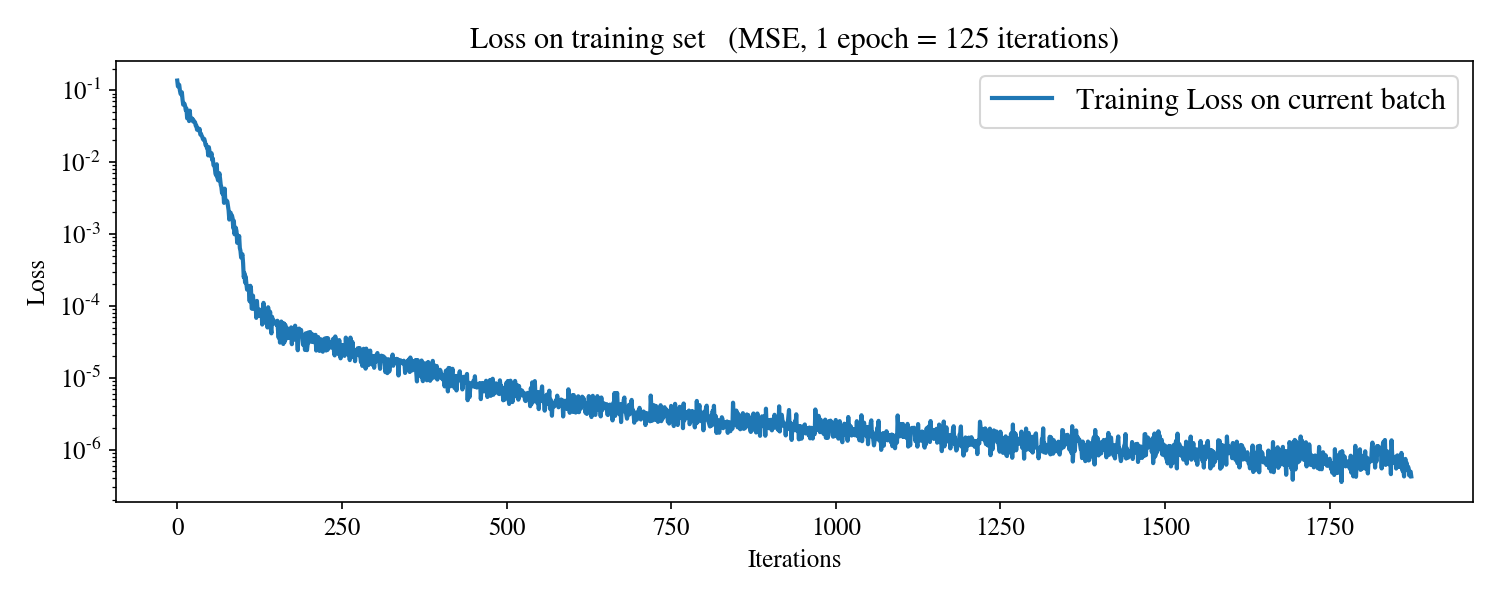 Loss on training set (MSE, 1 epoch = 125 iterations)
Training Loss on current batch
Loss
10-1
10-2
10-3
10-4
10-5
10-6
0 250 500 750 1000 1250 1500 1750
Iterations